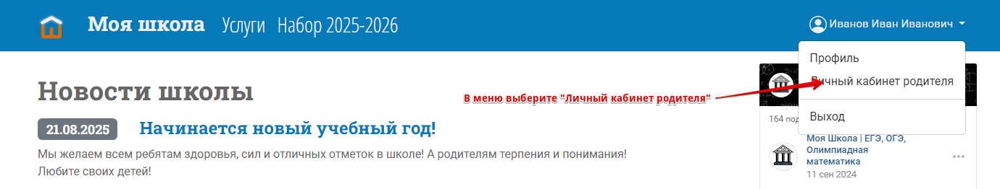 Моя школа Услуги Набор 2025-2026 Иванов Иван Иванович
Профиль
Личный кабинет родителя
Выход
Новости школы
В меню выберите "Личный кабинет родителя"
21.08.2025 Начинается новый учебный год!
Мы желаем всем ребятам здоровья, сил и отличных отметок в школе! А родителям терпения и понимания!
Любите своих детей!
164 под
Моя Школа | ЕГЭ, ОГЭ,
Олимпиадная
математика
11 сен 2024